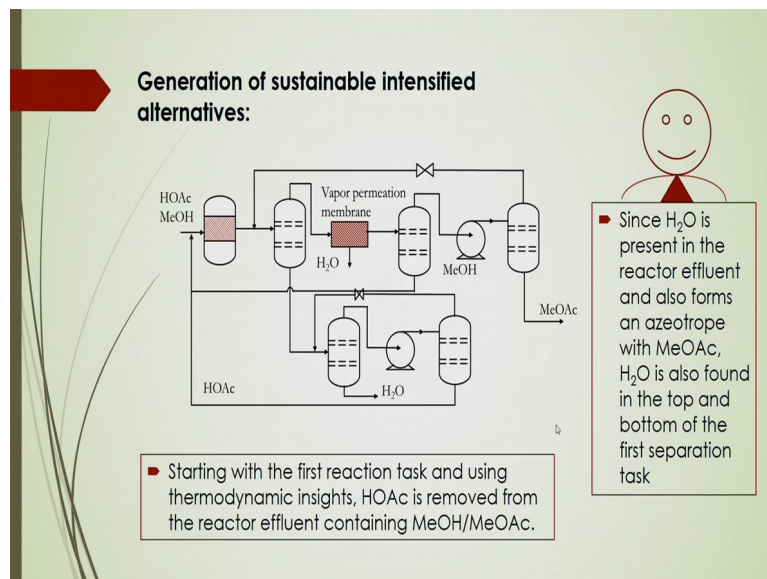 Generation of sustainable intensified
alternatives:
HOAc
MeOH
Vapor permeation
membrane
H₂O
MeOH
MeOAc
HOAc
H₂O
Since H₂O is
present in the
reactor effluent
and also forms
an azeotrope
with MeOAc,
H₂O is also found
in the top and
bottom of the
first separation
task
Starting with the first reaction task and using
thermodynamic insights, HOAc is removed from
the reactor effluent containing MeOH/MeOAc.